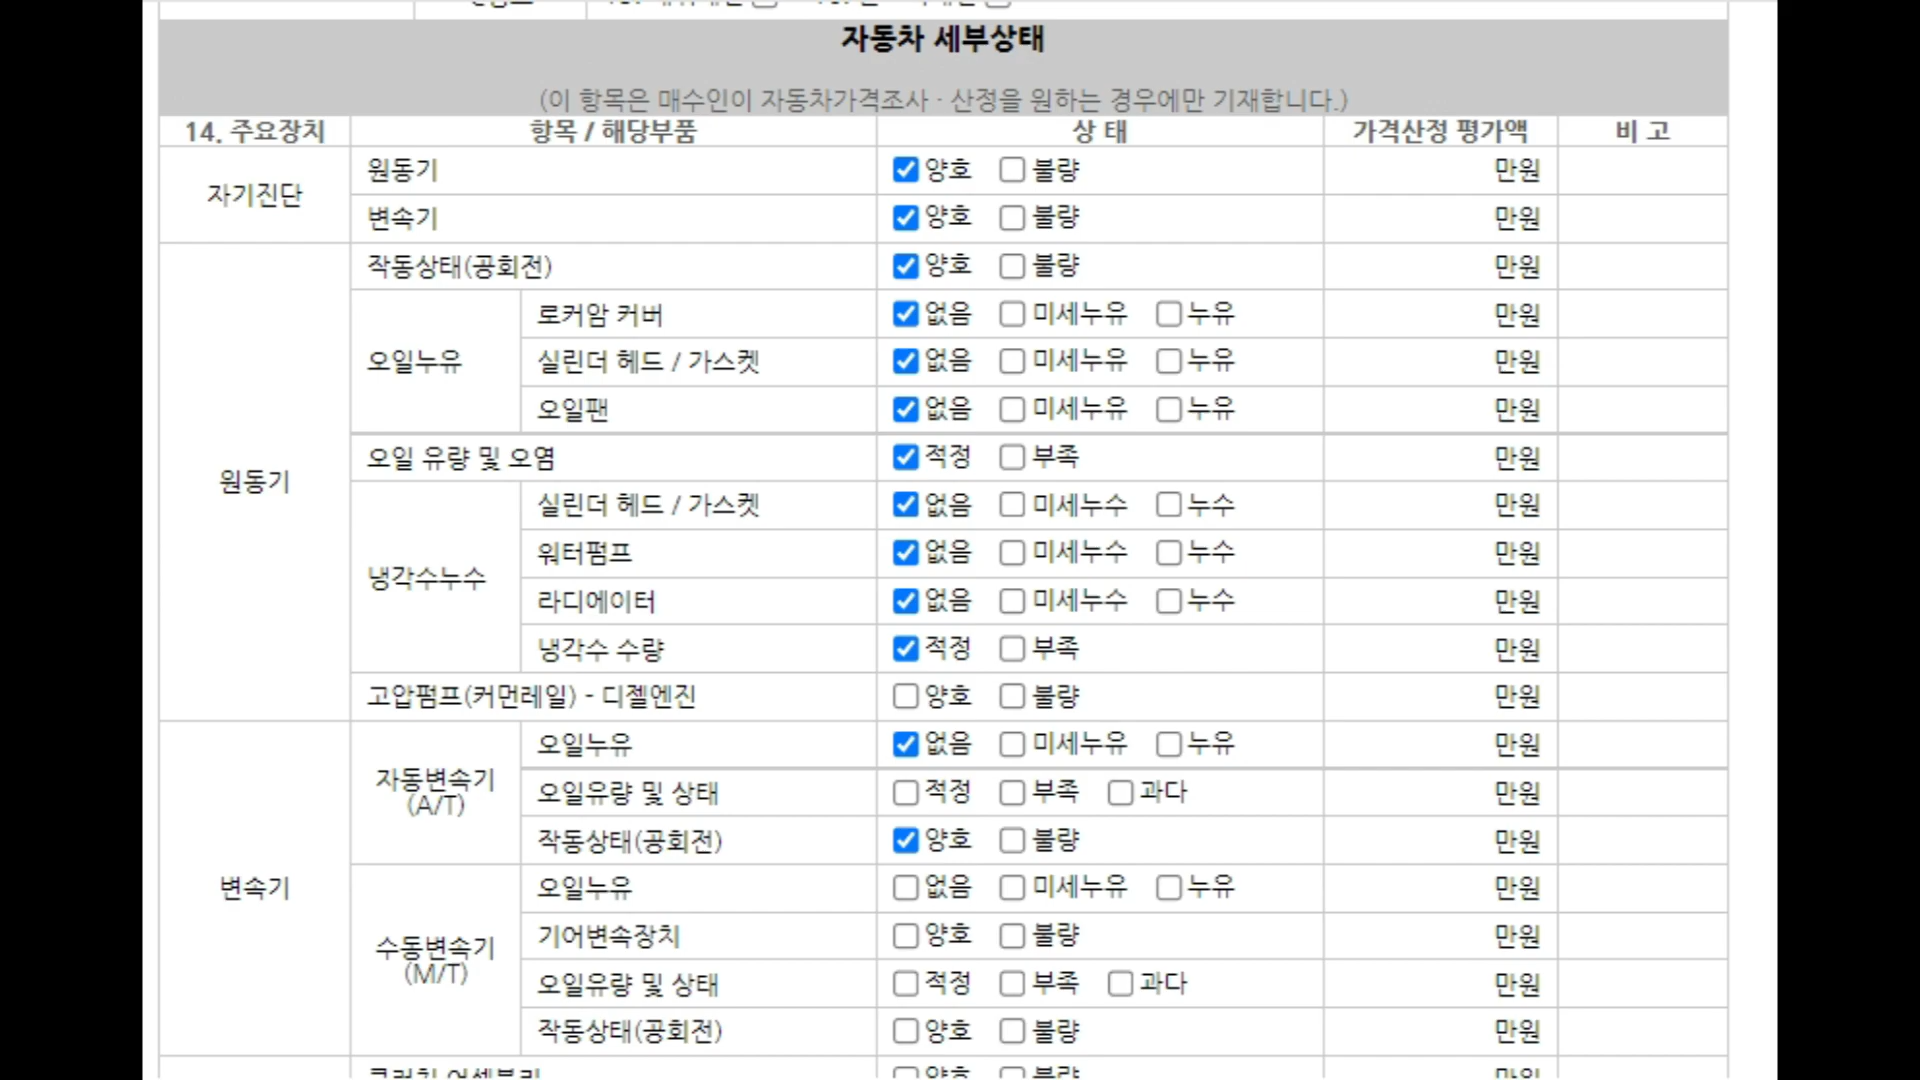 자동차 세부상태
(이 항목은 매수인이 자동차가격조사 · 산정을 원하는 경우에만 기재합니다.)
14. 주요장치 항목 / 해당부품 상 태 가격산정 평가액 비 고
자기진단 원동기 양호 불량 만원
변속기 양호 불량 만원
원동기 작동상태(공회전) 양호 불량 만원
오일누유 로커암 커버 없음 미세누유 누유 만원
실린더 헤드 / 가스켓 없음 미세누유 누유 만원
오일팬 없음 미세누유 누유 만원
오일 유량 및 오염 적정 부족 만원
냉각수누수 실린더 헤드 / 가스켓 없음 미세누수 누수 만원
워터펌프 없음 미세누수 누수 만원
라디에이터 없음 미세누수 누수 만원
냉각수 수량 적정 부족 만원
고압펌프(커먼레일) - 디젤엔진 양호 불량 만원
변속기 자동변속기 (A/T) 오일누유 없음 미세누유 누유 만원
오일유량 및 상태 적정 부족 과다 만원
작동상태(공회전) 양호 불량 만원
수동변속기 (M/T) 오일누유 없음 미세누유 누유 만원
기어변속장치 양호 불량 만원
오일유량 및 상태 적정 부족 과다 만원
작동상태(공회전) 양호 불량 만원
클러치 어셈블리 양호 불량 만원